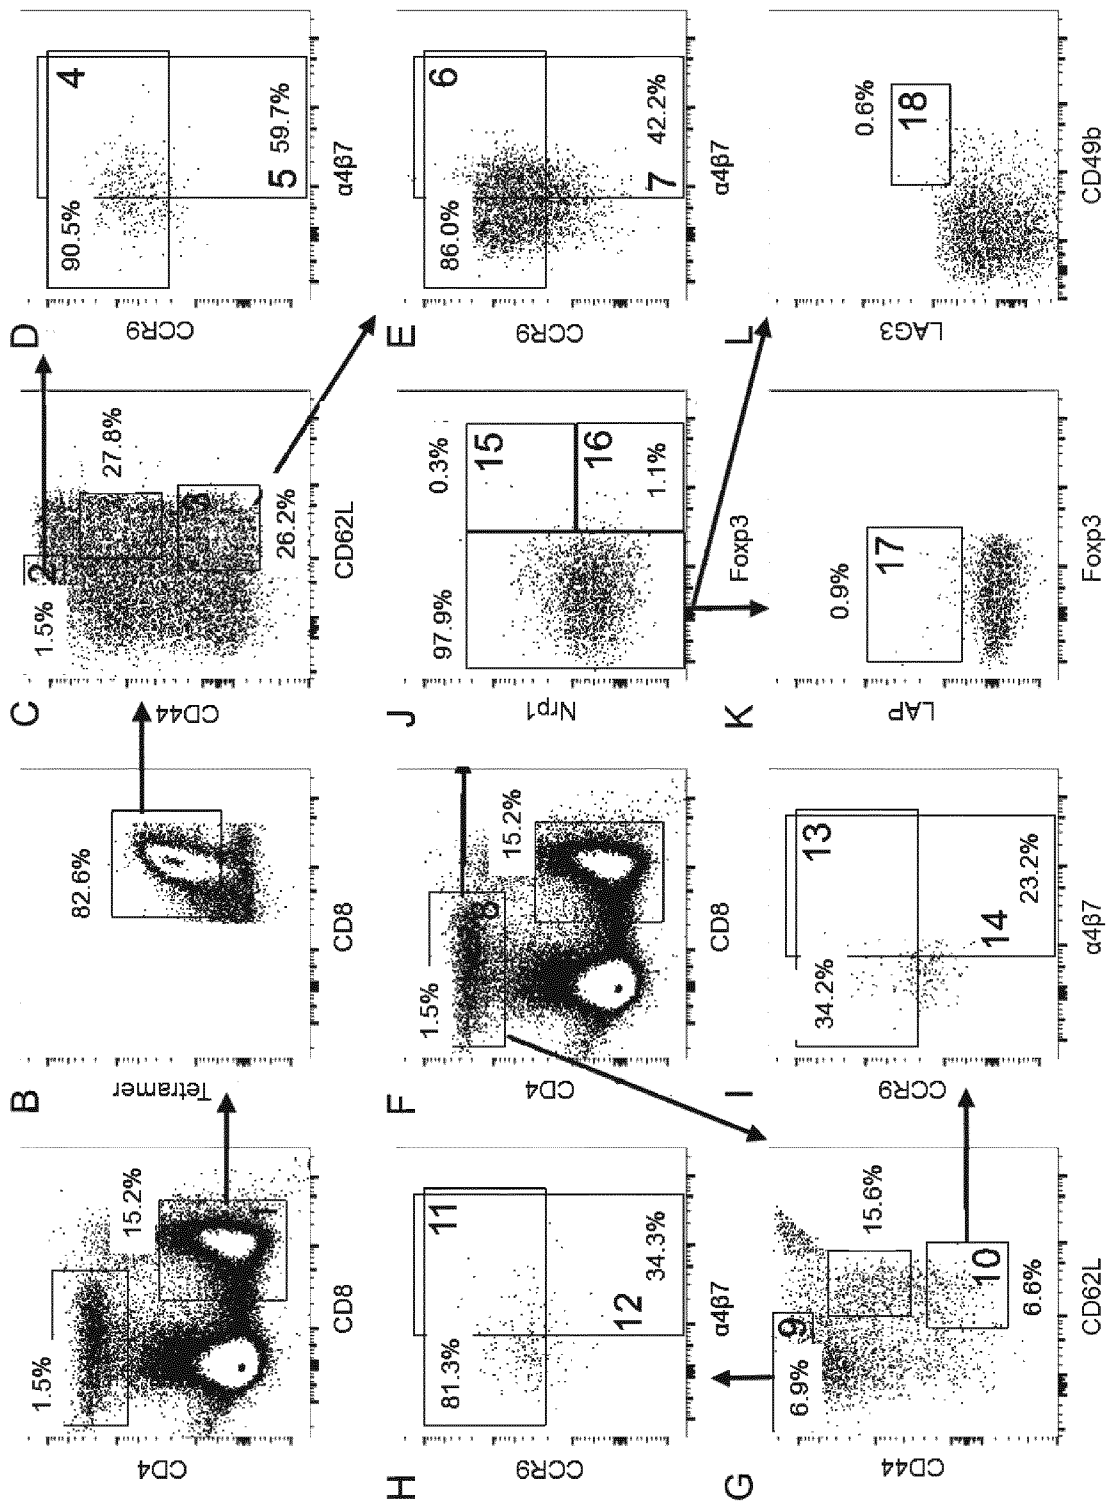 CD4
1.5%
15.2%
1
CD8
B
Tetramer
82.6%
CD8
C
CD44
1.5%
2
27.8%
3
26.2%
CD62L
D
CCR9
90.5%
4
5 59.7%
α4β7
H
CCR9
81.3%
11
12
34.3%
α4β7
F
CD4
1.5%
8
15.2%
CD8
J
Nrp1
97.9%
0.3%
15
16
1.1%
Foxp3
E
CCR9
86.0%
6
7
42.2%
α4β7
G
CD44
6.9%
9
15.6%
10
6.6%
CD62L
I
CCR9
34.2%
13
14
23.2%
α4β7
K
LAP
0.9%
17
Foxp3
L
LAG3
0.6%
18
CD49b